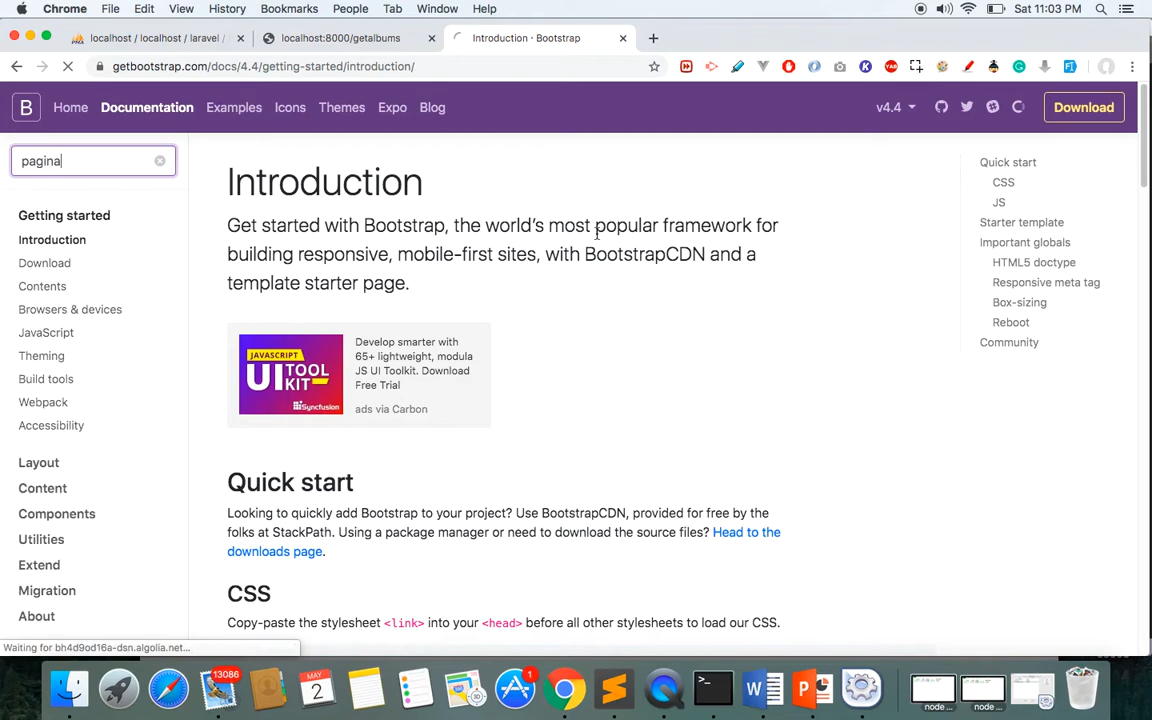 Chrome File Edit View History Bookmarks People Tab Window Help Sat 11:03 PM
localhost / localhost / laravel / localhost:8000/getalbums Introduction · Bootstrap
getbootstrap.com/docs/4.4/getting-started/introduction/
B Home Documentation Examples Icons Themes Expo Blog v4.4 Download
pagina
Getting started
Introduction
Download
Contents
Browsers & devices
JavaScript
Theming
Build tools
Webpack
Accessibility
Layout
Content
Components
Utilities
Extend
Migration
About
Introduction
Get started with Bootstrap, the world's most popular framework for
building responsive, mobile-first sites, with BootstrapCDN and a
template starter page.
JAVASCRIPT
UI TOOL
KIT
Syncfusion
Develop smarter with
65+ lightweight, modula
JS UI Toolkit. Download
Free Trial
ads via Carbon
Quick start
Looking to quickly add Bootstrap to your project? Use BootstrapCDN, provided for free by the
folks at StackPath. Using a package manager or need to download the source files? Head to the
downloads page.
CSS
Copy-paste the stylesheet <link> into your <head> before all other stylesheets to load our CSS.
Quick start
CSS
JS
Starter template
Important globals
HTML5 doctype
Responsive meta tag
Box-sizing
Reboot
Community
Waiting for bh4d9od16a-dsn.algolia.net...
13086
MAY
2
1
node ...
node ...